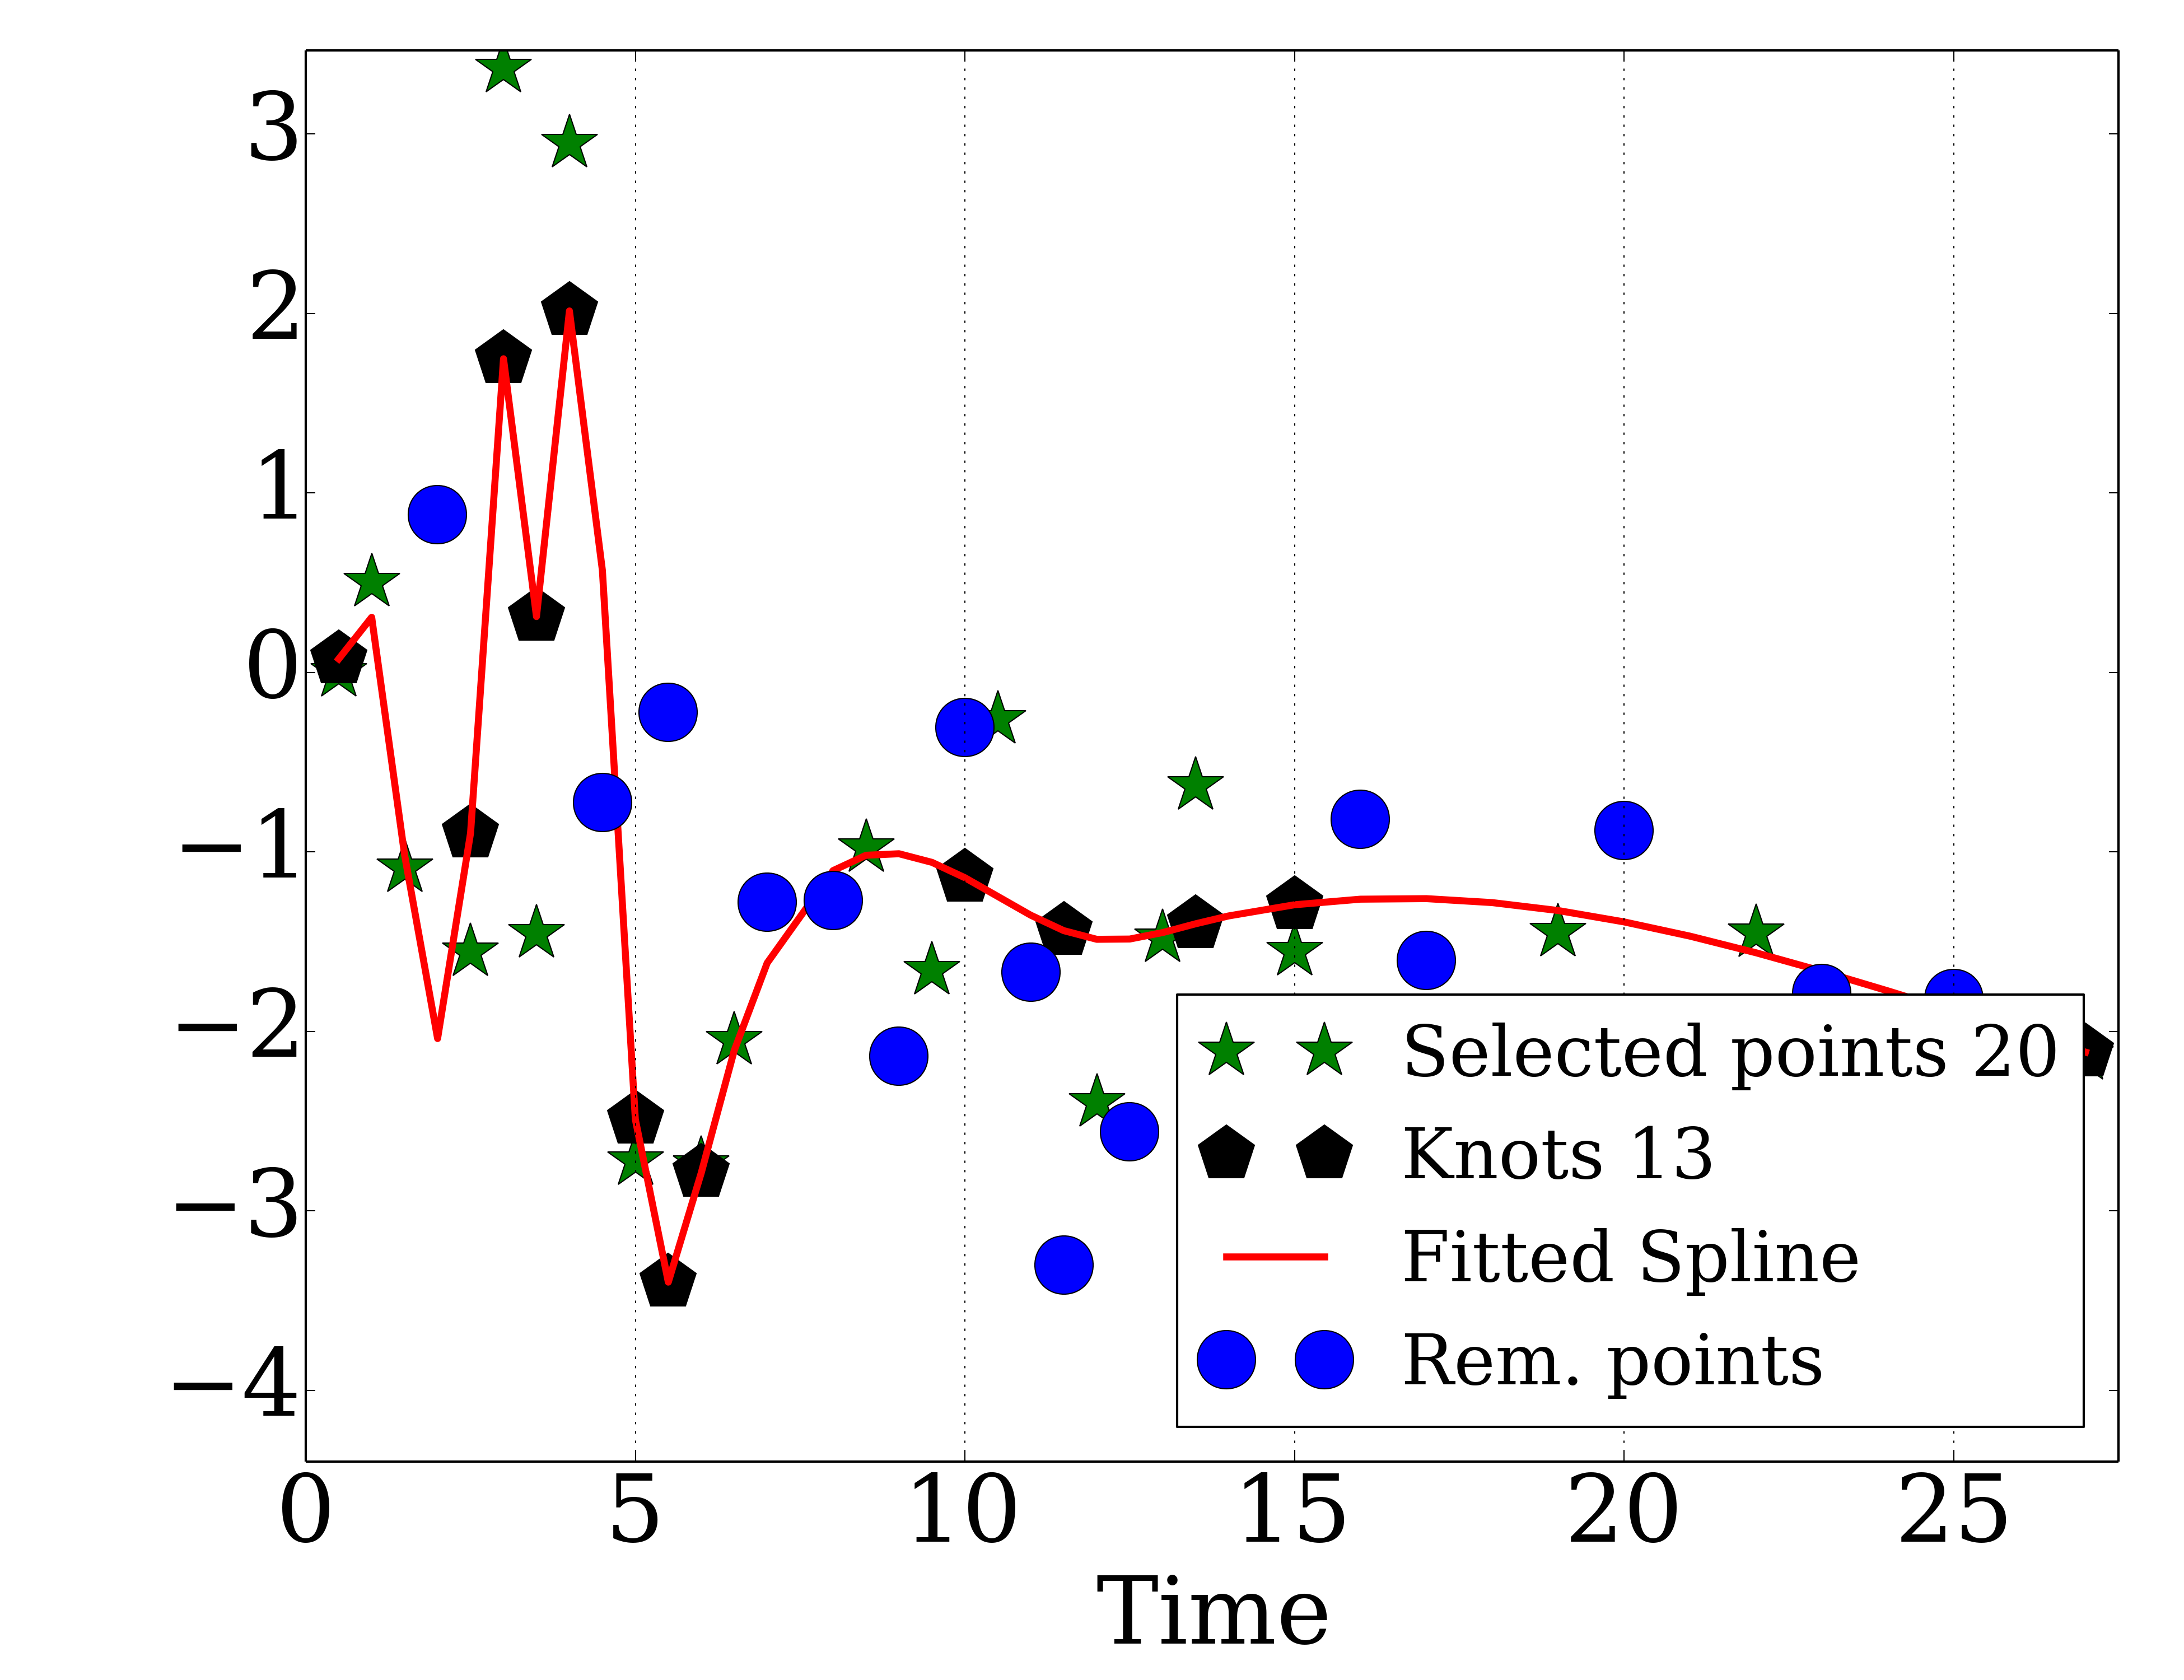 3
2
1
0
−1
−2
−3
−4
0 5 10 15 20 25
Time
Selected points 20
Knots 13
Fitted Spline
Rem. points